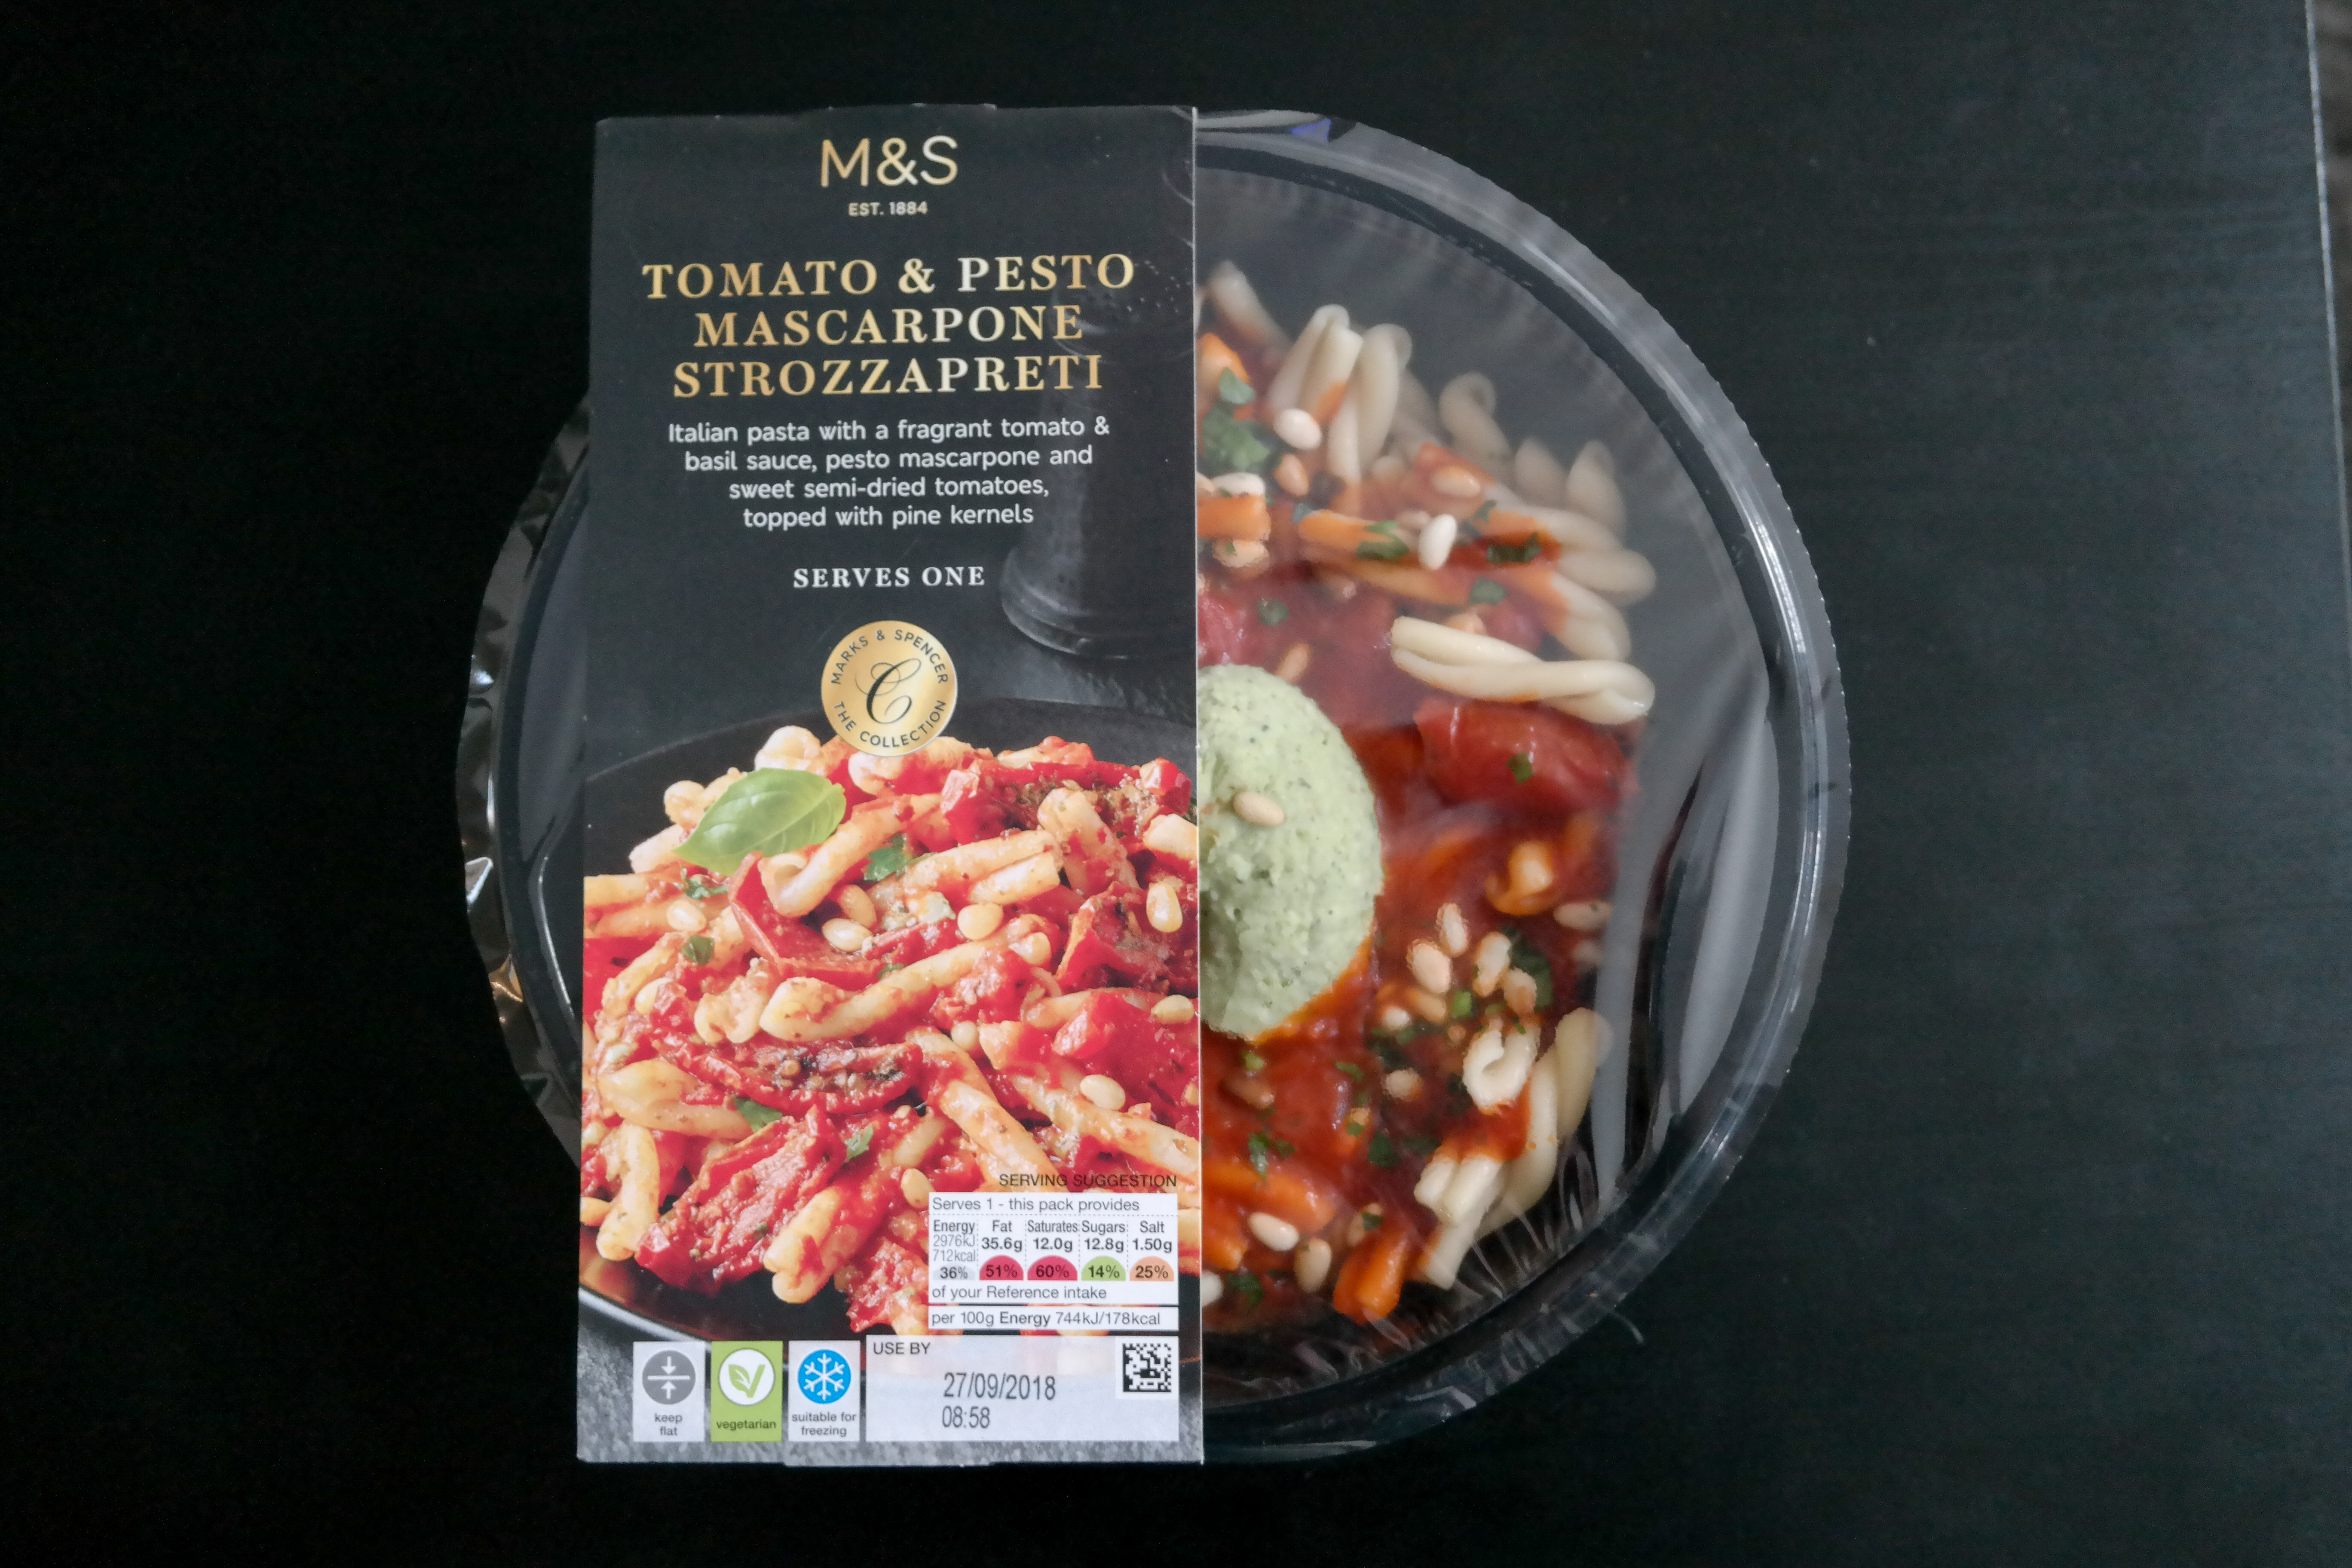 M&S
EST. 1884
TOMATO & PESTO
MASCARPONE
STROZZAPRETI
Italian pasta with a fragrant tomato &
basil sauce, pesto mascarpone and
sweet semi-dried tomatoes,
topped with pine kernels
SERVES ONE
MARKS & SPENCER
C
THE COLLECTION
SERVING SUGGESTION
Serves 1 - this pack provides
Energy Fat Saturates Sugars Salt
2976kJ 35.6g 12.0g 12.8g 1.50g
712kcal
36% 51% 60% 14% 25%
of your Reference intake
per 100g Energy 744kJ/178kcal
keep
flat
vegetarian
suitable for
freezing
USE BY
27/09/2018
08:58